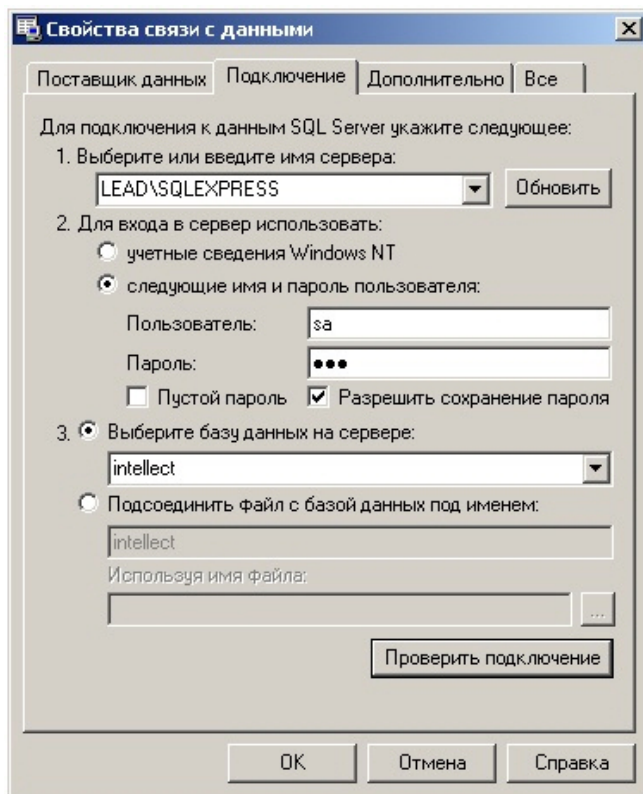 Свойства связи с данными
Поставщик данных Подключение Дополнительно Все
Для подключения к данным SQL Server укажите следующее:
1. Выберите или введите имя сервера:
LEAD\SQLEXPRESS Обновить
2. Для входа в сервер использовать:
учетные сведения Windows NT
следующие имя и пароль пользователя:
Пользователь: sa
Пароль: ●●●
Пустой пароль Разрешить сохранение пароля
3. Выберите базу данных на сервере:
intellect
Подсоединить файл с базой данных под именем:
intellect
Используя имя файла:
...
Проверить подключение
OK Отмена Справка